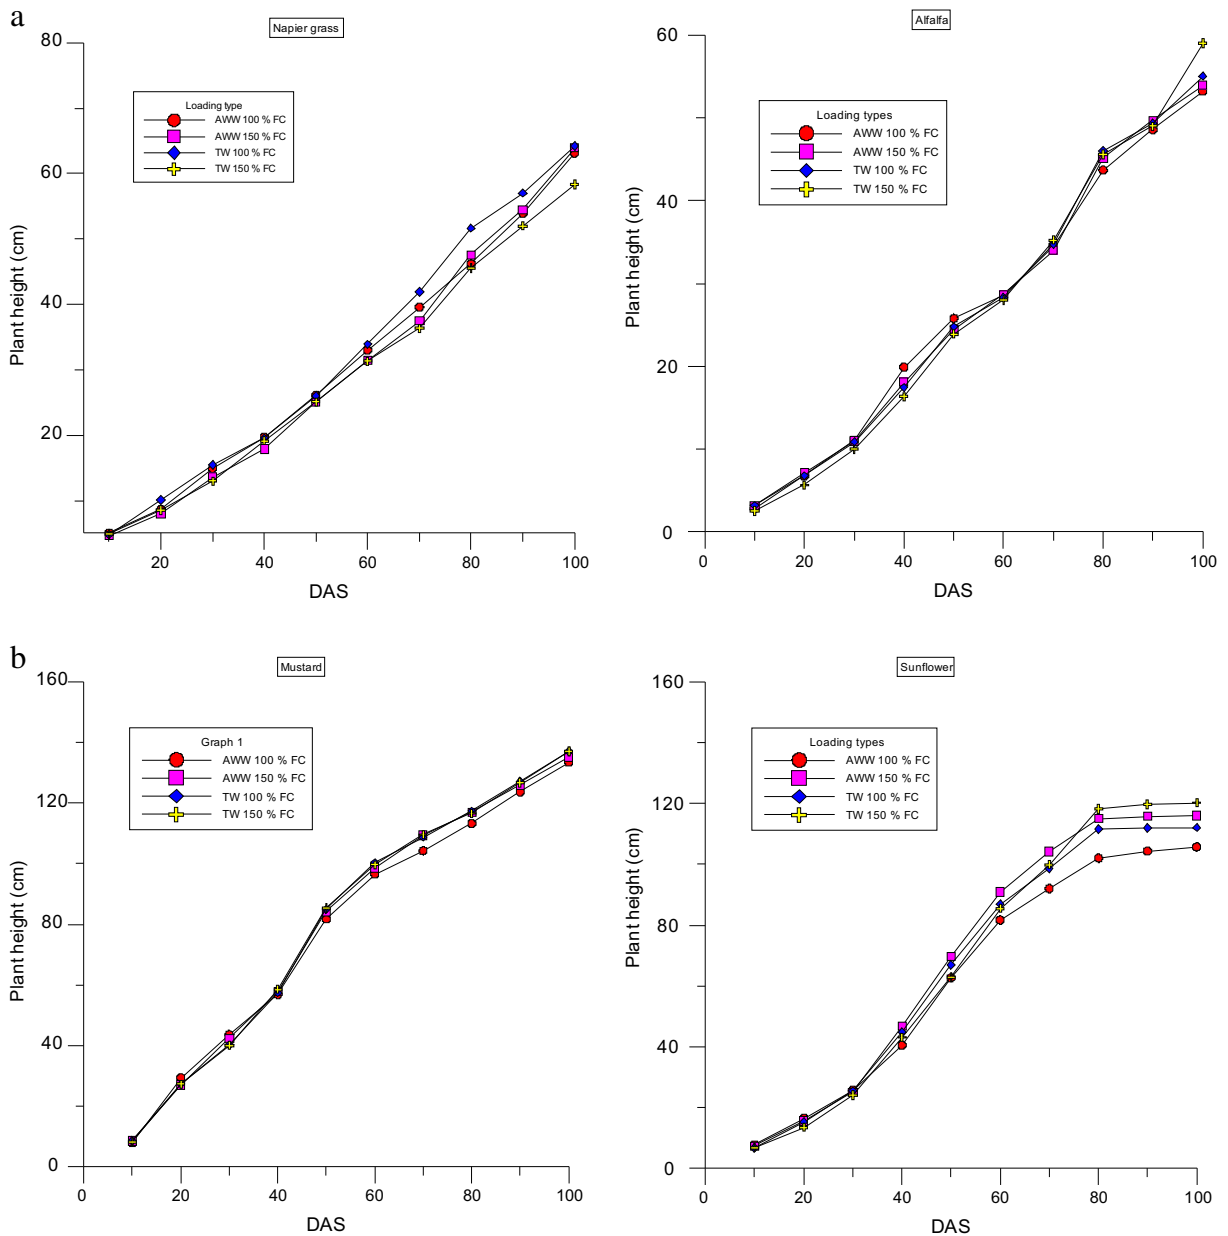 a
Napier grass
80
60
40
20
Plant height (cm)
Loading type
AWW 100 % FC
AWW 150 % FC
TW 100 % FC
TW 150 % FC
20 40 60 80 100
DAS
Alfalfa
60
40
20
0
Plant height (cm)
Loading types
AWW 100 % FC
AWW 150 % FC
TW 100 % FC
TW 150 % FC
0 20 40 60 80 100
DAS
b
Mustard
160
120
80
40
0
Plant height (cm)
Graph 1
AWW 100 % FC
AWW 150 % FC
TW 100 % FC
TW 150 % FC
0 20 40 60 80 100
DAS
Sunflower
160
120
80
40
0
Plant height (cm)
Loading types
AWW 100 % FC
AWW 150 % FC
TW 100 % FC
TW 150 % FC
0 20 40 60 80 100
DAS